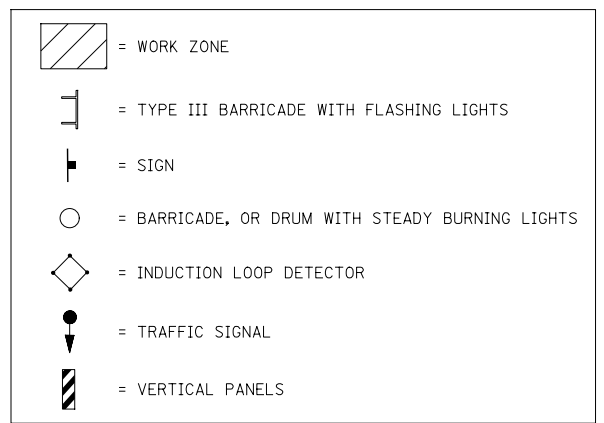 = WORK ZONE
= TYPE III BARRICADE WITH FLASHING LIGHTS
= SIGN
= BARRICADE, OR DRUM WITH STEADY BURNING LIGHTS
= INDUCTION LOOP DETECTOR
= TRAFFIC SIGNAL
= VERTICAL PANELS